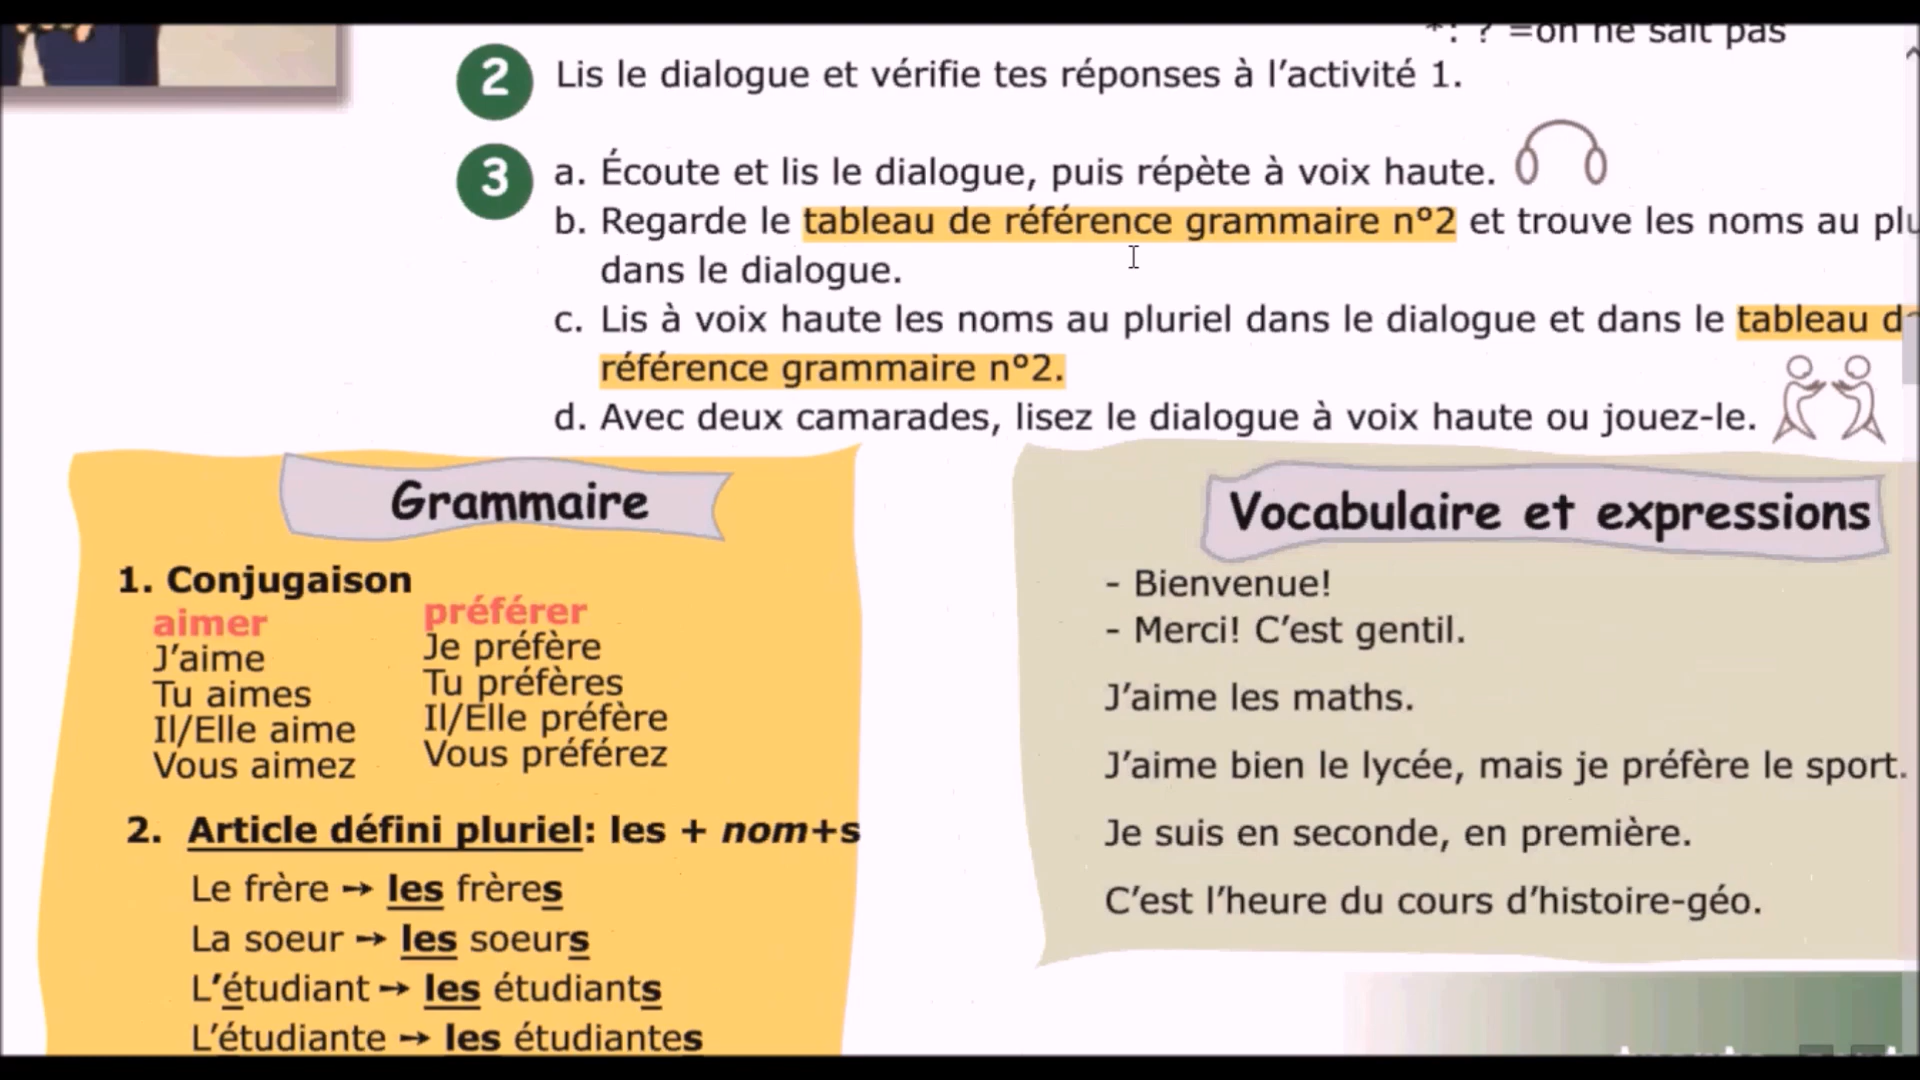 *: ? =on ne sait pas
2 Lis le dialogue et vérifie tes réponses à l'activité 1.
3 a. Écoute et lis le dialogue, puis répète à voix haute.
b. Regarde le tableau de référence grammaire n°2 et trouve les noms au plu
dans le dialogue.
c. Lis à voix haute les noms au pluriel dans le dialogue et dans le tableau d
référence grammaire n°2.
d. Avec deux camarades, lisez le dialogue à voix haute ou jouez-le.
Grammaire
1. Conjugaison
aimer
J'aime
Tu aimes
Il/Elle aime
Vous aimez
préférer
Je préfère
Tu préfères
Il/Elle préfère
Vous préférez
2. Article défini pluriel: les + nom+s
Le frère → les frères
La soeur → les soeurs
L'étudiant → les étudiants
L'étudiante → les étudiantes
Vocabulaire et expressions
- Bienvenue!
- Merci! C'est gentil.
J'aime les maths.
J'aime bien le lycée, mais je préfère le sport.
Je suis en seconde, en première.
C'est l'heure du cours d'histoire-géo.